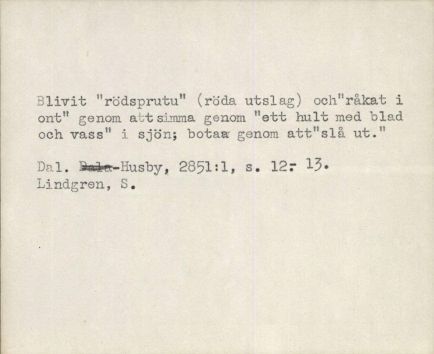 Blivit "rödsprutu" (röda utslag) och"råkat i
ont" genom att simma genom "ett hult med blad
och vass" i sjön; botas genom att"slå ut."
Dal. Dala-Husby, 2851:1, s. 12- 13.
Lindgren, S.